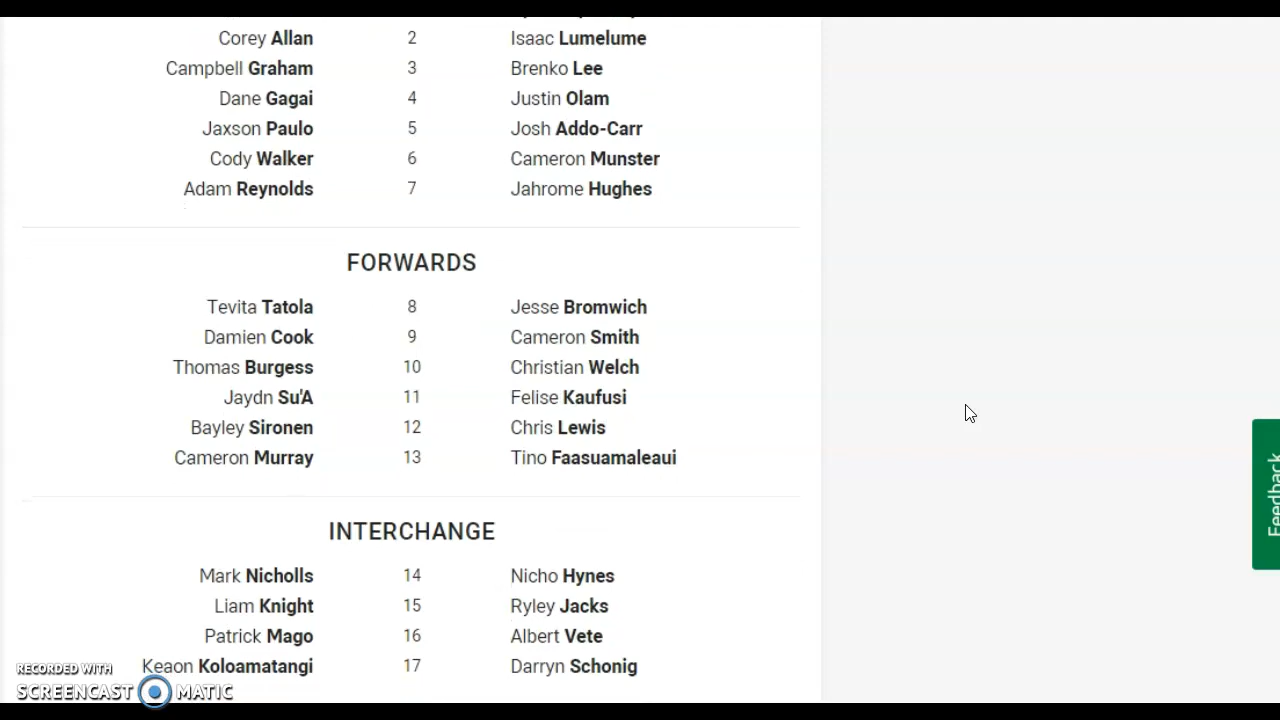 Corey Allan 2 Isaac Lumelume
Campbell Graham 3 Brenko Lee
Dane Gagai 4 Justin Olam
Jaxson Paulo 5 Josh Addo-Carr
Cody Walker 6 Cameron Munster
Adam Reynolds 7 Jahrome Hughes
FORWARDS
Tevita Tatola 8 Jesse Bromwich
Damien Cook 9 Cameron Smith
Thomas Burgess 10 Christian Welch
Jaydn Su'A 11 Felise Kaufusi
Bayley Sironen 12 Chris Lewis
Cameron Murray 13 Tino Faasuamaleaui
INTERCHANGE
Mark Nicholls 14 Nicho Hynes
Liam Knight 15 Ryley Jacks
Patrick Mago 16 Albert Vete
Keaon Koloamatangi 17 Darryn Schonig
Feedback
RECORDED WITH
SCREENCAST MATIC